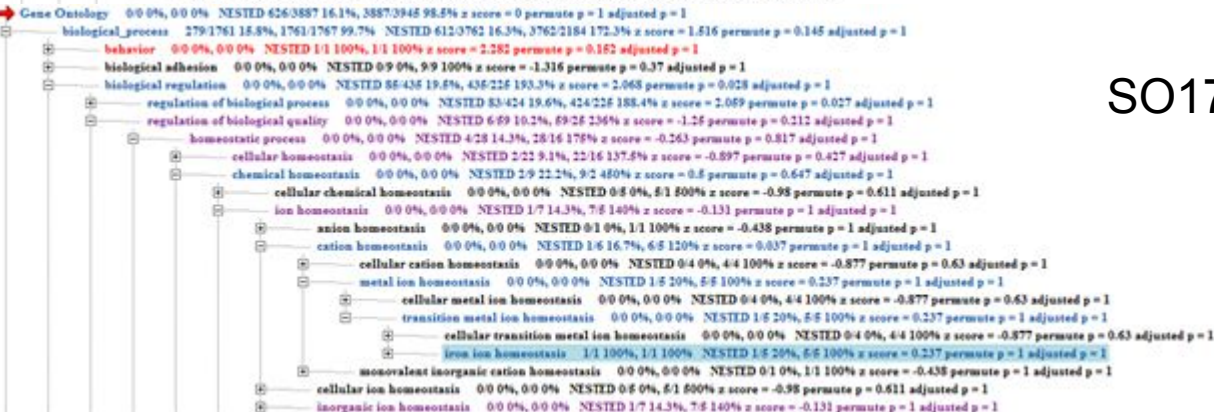 Gene Ontology 0/0 0%, 0/0 0% NESTED 626/3887 16.1%, 3887/3945 98.5% z score = 0 permute p = 1 adjusted p = 1
biological_process 279/1761 15.8%, 1761/1767 99.7% NESTED 612/3762 16.3%, 3762/2184 172.3% z score = 1.516 permute p = 0.145 adjusted p = 1
behavior 0/0 0%, 0/0 0% NESTED 1/1 100%, 1/1 100% z score = 2.282 permute p = 0.152 adjusted p = 1
biological adhesion 0/0 0%, 0/0 0% NESTED 0/9 0%, 9/9 100% z score = -1.316 permute p = 0.37 adjusted p = 1
biological regulation 0/0 0%, 0/0 0% NESTED 85/435 19.5%, 435/225 193.3% z score = 2.068 permute p = 0.028 adjusted p = 1
SO17
regulation of biological process 0/0 0%, 0/0 0% NESTED 83/424 19.6%, 424/225 188.4% z score = 2.059 permute p = 0.027 adjusted p = 1
regulation of biological quality 0/0 0%, 0/0 0% NESTED 6/59 10.2%, 59/25 236% z score = -1.25 permute p = 0.212 adjusted p = 1
homeostatic process 0/0 0%, 0/0 0% NESTED 4/28 14.3%, 28/16 175% z score = -0.263 permute p = 0.817 adjusted p = 1
cellular homeostasis 0/0 0%, 0/0 0% NESTED 2/22 9.1%, 22/16 137.5% z score = -0.897 permute p = 0.427 adjusted p = 1
chemical homeostasis 0/0 0%, 0/0 0% NESTED 2/9 22.2%, 9/2 450% z score = 0.5 permute p = 0.647 adjusted p = 1
cellular chemical homeostasis 0/0 0%, 0/0 0% NESTED 0/5 0%, 5/1 500% z score = -0.98 permute p = 0.611 adjusted p = 1
ion homeostasis 0/0 0%, 0/0 0% NESTED 1/7 14.3%, 7/5 140% z score = -0.131 permute p = 1 adjusted p = 1
anion homeostasis 0/0 0%, 0/0 0% NESTED 0/1 0%, 1/1 100% z score = -0.438 permute p = 1 adjusted p = 1
cation homeostasis 0/0 0%, 0/0 0% NESTED 1/6 16.7%, 6/5 120% z score = 0.037 permute p = 1 adjusted p = 1
cellular cation homeostasis 0/0 0%, 0/0 0% NESTED 0/4 0%, 4/4 100% z score = -0.877 permute p = 0.63 adjusted p = 1
metal ion homeostasis 0/0 0%, 0/0 0% NESTED 1/5 20%, 5/5 100% z score = 0.237 permute p = 1 adjusted p = 1
cellular metal ion homeostasis 0/0 0%, 0/0 0% NESTED 0/4 0%, 4/4 100% z score = -0.877 permute p = 0.63 adjusted p = 1
transition metal ion homeostasis 0/0 0%, 0/0 0% NESTED 1/5 20%, 5/5 100% z score = 0.237 permute p = 1 adjusted p = 1
cellular transition metal ion homeostasis 0/0 0%, 0/0 0% NESTED 0/4 0%, 4/4 100% z score = -0.877 permute p = 0.63 adjusted p = 1
iron ion homeostasis 1/1 100%, 1/1 100% NESTED 1/5 20%, 5/5 100% z score = 0.237 permute p = 1 adjusted p = 1
monovalent inorganic cation homeostasis 0/0 0%, 0/0 0% NESTED 0/1 0%, 1/1 100% z score = -0.438 permute p = 1 adjusted p = 1
cellular ion homeostasis 0/0 0%, 0/0 0% NESTED 0/5 0%, 5/1 500% z score = -0.98 permute p = 0.611 adjusted p = 1
inorganic ion homeostasis 0/0 0%, 0/0 0% NESTED 1/7 14.3%, 7/5 140% z score = -0.131 permute p = 1 adjusted p = 1